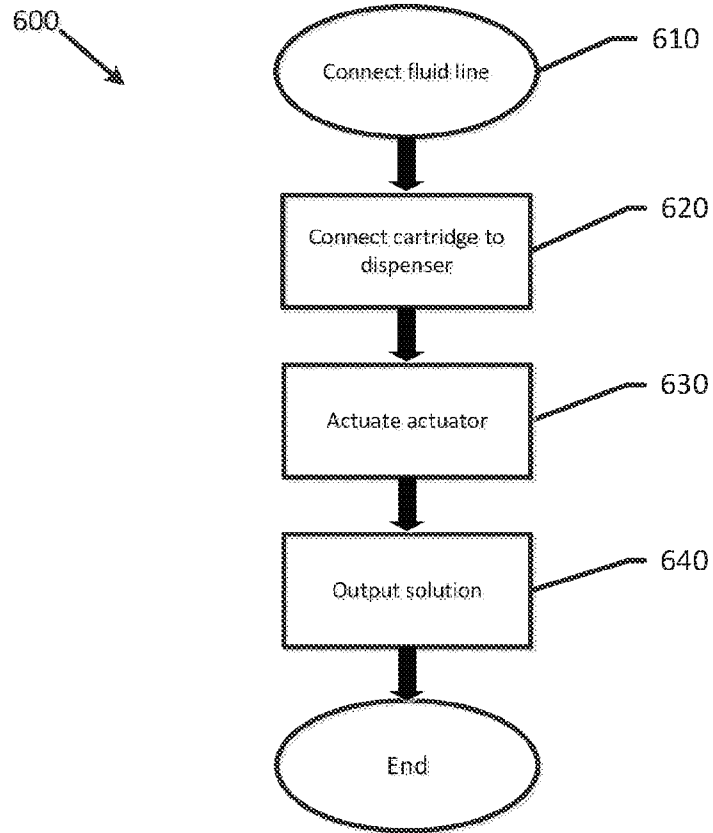 600
Connect fluid line
610
Connect cartridge to
dispenser
620
Actuate actuator
630
Output solution
640
End